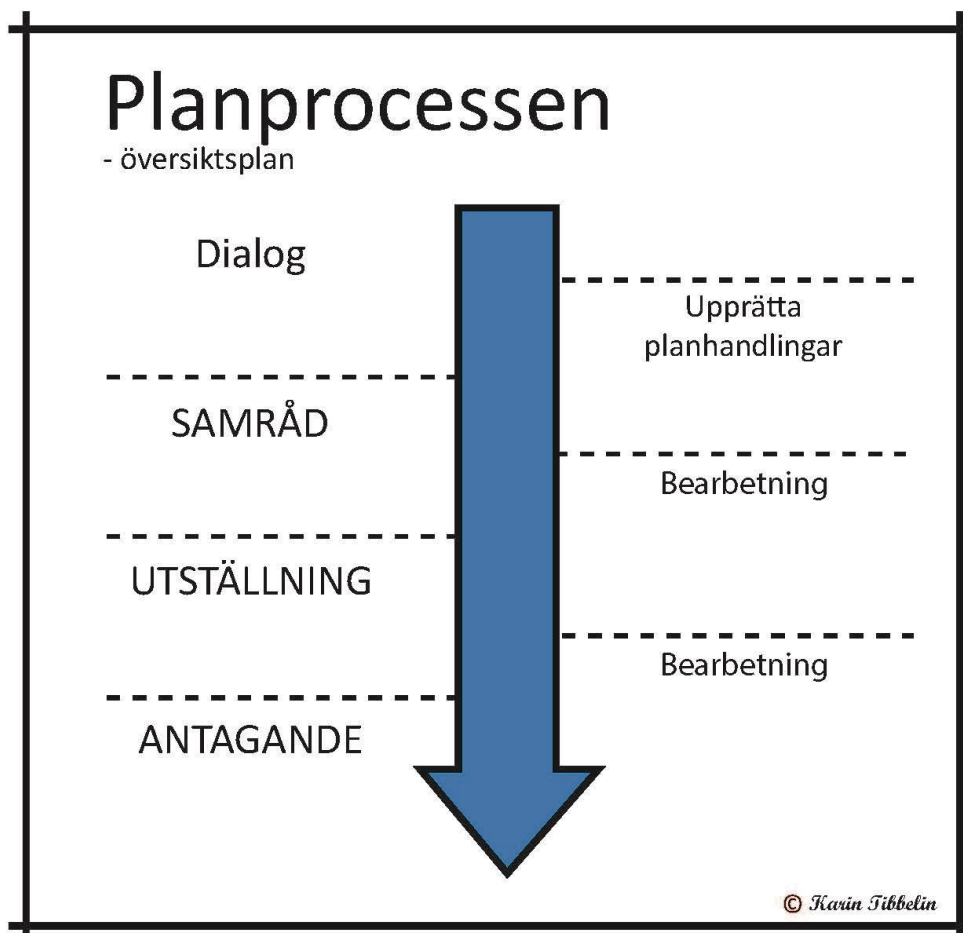 Planprocessen
- översiktsplan
Dialog
Upprätta
planhandlingar
SAMRÅD
Bearbetning
UTSTÄLLNING
Bearbetning
ANTAGANDE
© Karin Tibbelin